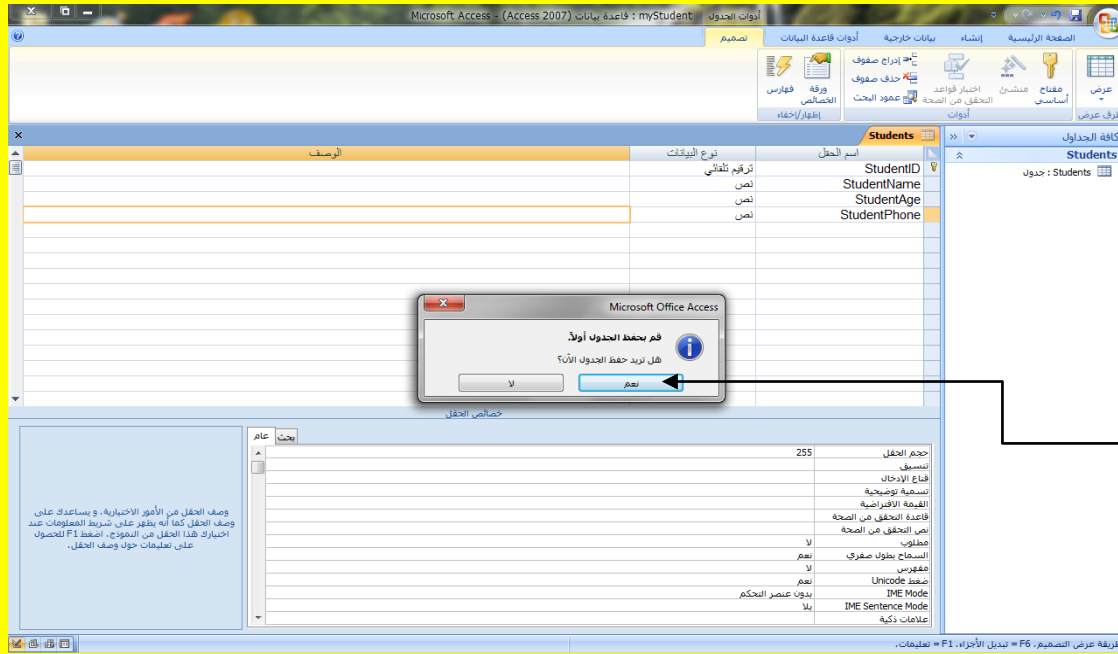 أدوات الجدول
myStudent : قاعدة بيانات (Access 2007) - Microsoft Access
الصفحة الرئيسية
إنشاء
بيانات خارجية
أدوات قاعدة البيانات
تصميم
عرض
مفتاح أساسي
منشئ
اختبار قواعد التحقق من الصحة
إدراج صفوف
حذف صفوف
عمود البحث
ورقة الخصائص
فهارس
طرق عرض
أدوات
إظهار/إخفاء
كافة الجداول
Students
Students : جدول
Students
اسم الحقل
نوع البيانات
الوصف
StudentID
ترقيم تلقائي
StudentName
نص
StudentAge
نص
StudentPhone
نص
Microsoft Office Access
قم بحفظ الجدول أولاً.
هل تريد حفظ الجدول الآن؟
نعم
لا
خصائص الحقل
عام
بحث
حجم الحقل
255
تنسيق
قناع الإدخال
تسمية توضيحية
القيمة الافتراضية
قاعدة التحقق من الصحة
نص التحقق من الصحة
مطلوب
لا
السماح بطول صفري
نعم
مفهرس
لا
ضغط Unicode
نعم
IME Mode
بدون عنصر التحكم
IME Sentence Mode
بلا
علامات ذكية
وصف الحقل من الأمور الاختيارية، و يساعدك على
وصف الحقل كما أنه يظهر على شريط المعلومات عند
اختيارك هذا الحقل من النموذج. اضغط F1 للحصول
على تعليمات حول وصف الحقل.
طريقة عرض التصميم. F6 = تبديل الأجزاء. F1 = تعليمات.